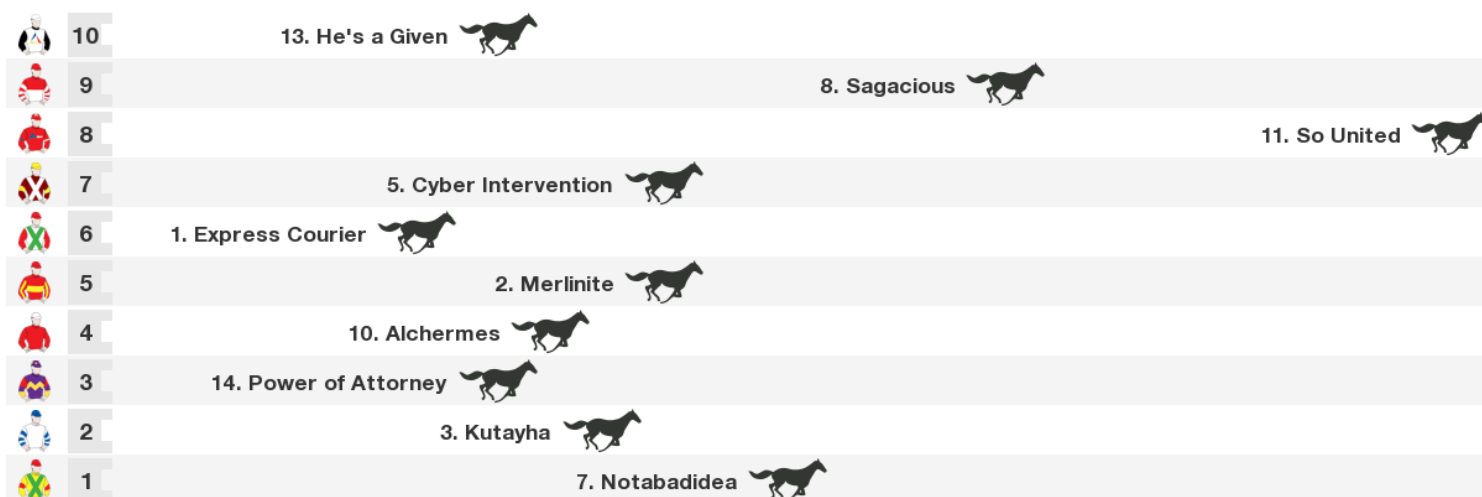 10 13. He's a Given
9 8. Sagacious
8 11. So United
7 5. Cyber Intervention
6 1. Express Courier
5 2. Merlinite
4 10. Alchermes
3 14. Power of Attorney
2 3. Kutayha
1 7. Notabadidea